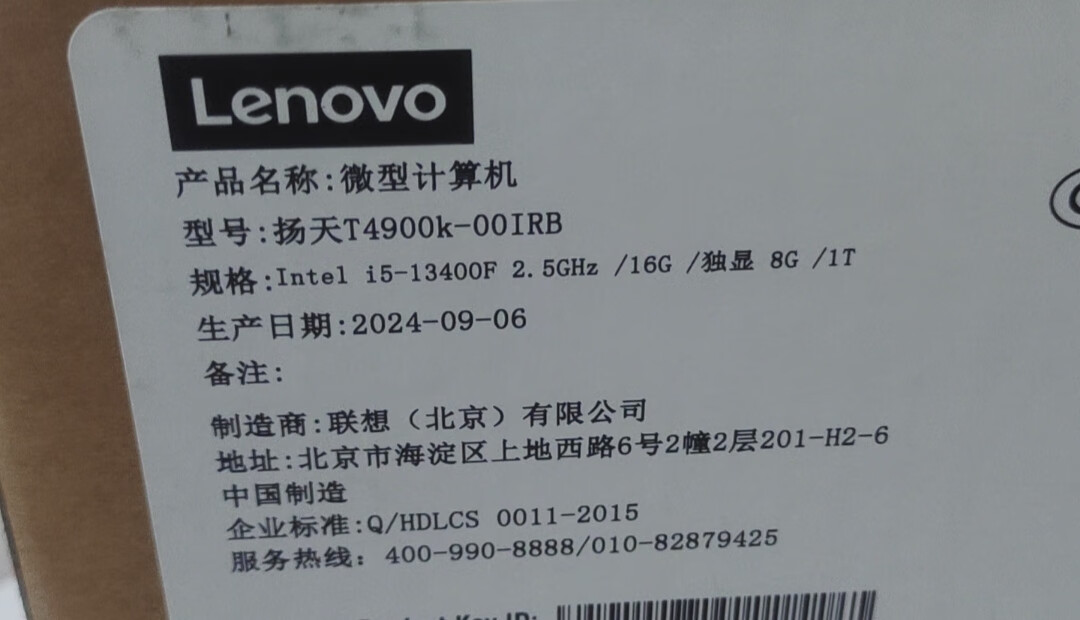 Lenovo
产品名称:微型计算机
型号:扬天T4900k-00IRB
规格:Intel i5-13400F 2.5GHz /16G /独显 8G /1T
生产日期:2024-09-06
备注:
制造商:联想（北京）有限公司
地址:北京市海淀区上地西路6号2幢2层201-H2-6
中国制造
企业标准:Q/HDLCS 0011-2015
服务热线: 400-990-8888/010-82879425
Key ID: